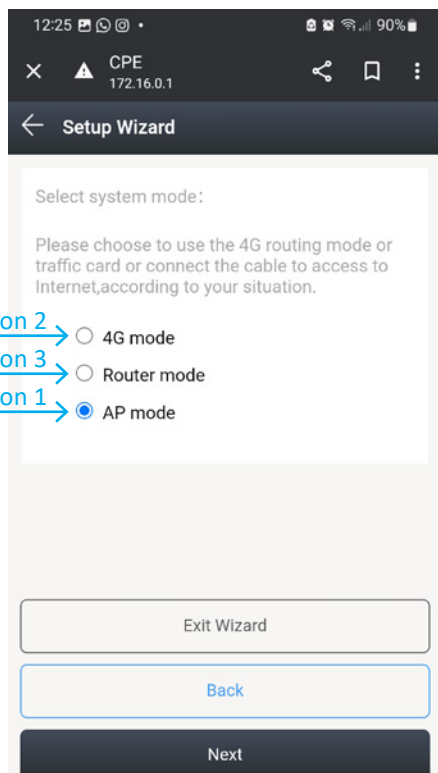 12:25 90%
CPE
172.16.0.1
Setup Wizard
Select system mode:
Please choose to use the 4G routing mode or
traffic card or connect the cable to access to
Internet,according to your situation.
on 2
4G mode
on 3
Router mode
on 1
AP mode
Exit Wizard
Back
Next